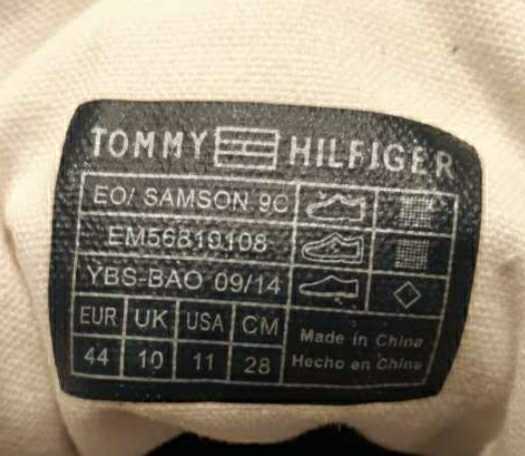 TOMMY HILFIGER
EO/ SAMSON 9C
EM56819108
YBS-BAO 09/14
EUR UK USA CM
44 10 11 28
Made in China
Hecho en China